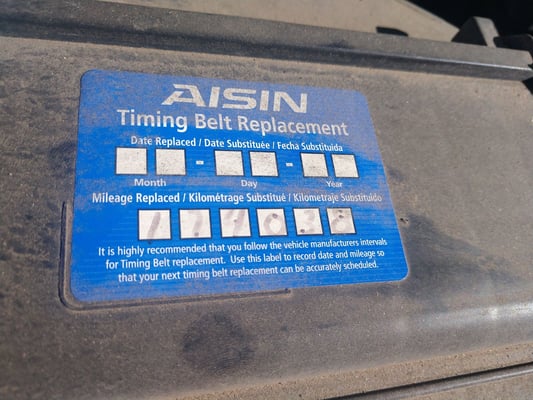 AISIN
Timing Belt Replacement
Date Replaced / Date Substituée / Fecha Substituida
- -
Month Day Year
Mileage Replaced / Kilométrage Substitué / Kilometraje Substituido
It is highly recommended that you follow the vehicle manufacturers intervals
for Timing Belt replacement. Use this label to record date and mileage so
that your next timing belt replacement can be accurately scheduled.